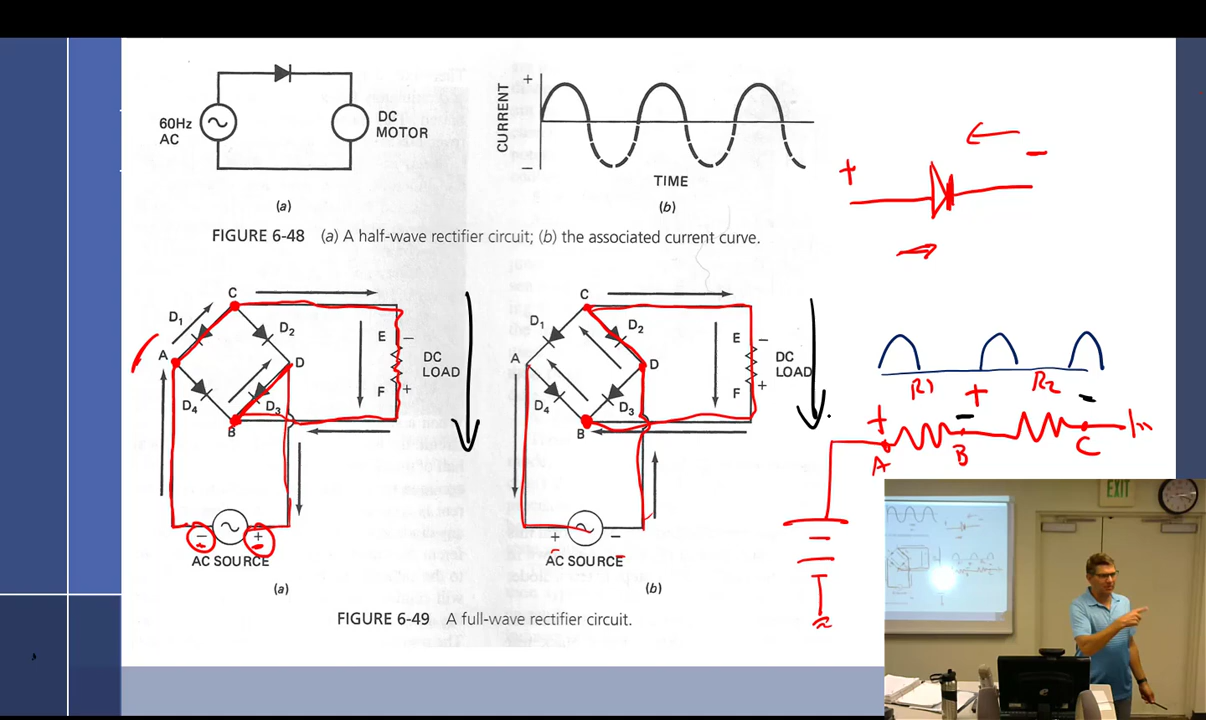 60Hz
AC
DC
MOTOR
(a)
CURRENT
+
−
TIME
(b)
FIGURE 6-48 (a) A half-wave rectifier circuit; (b) the associated current curve.
+
−
C
D1
D2
A
D
D4
D3
B
E −
F +
DC
LOAD
− +
AC SOURCE
(a)
C
D1
D2
A
D
D4
D3
B
E −
F +
DC
LOAD
+ −
AC SOURCE
(b)
FIGURE 6-49 A full-wave rectifier circuit.
R1 R2
+ − + −
A B C
EXIT